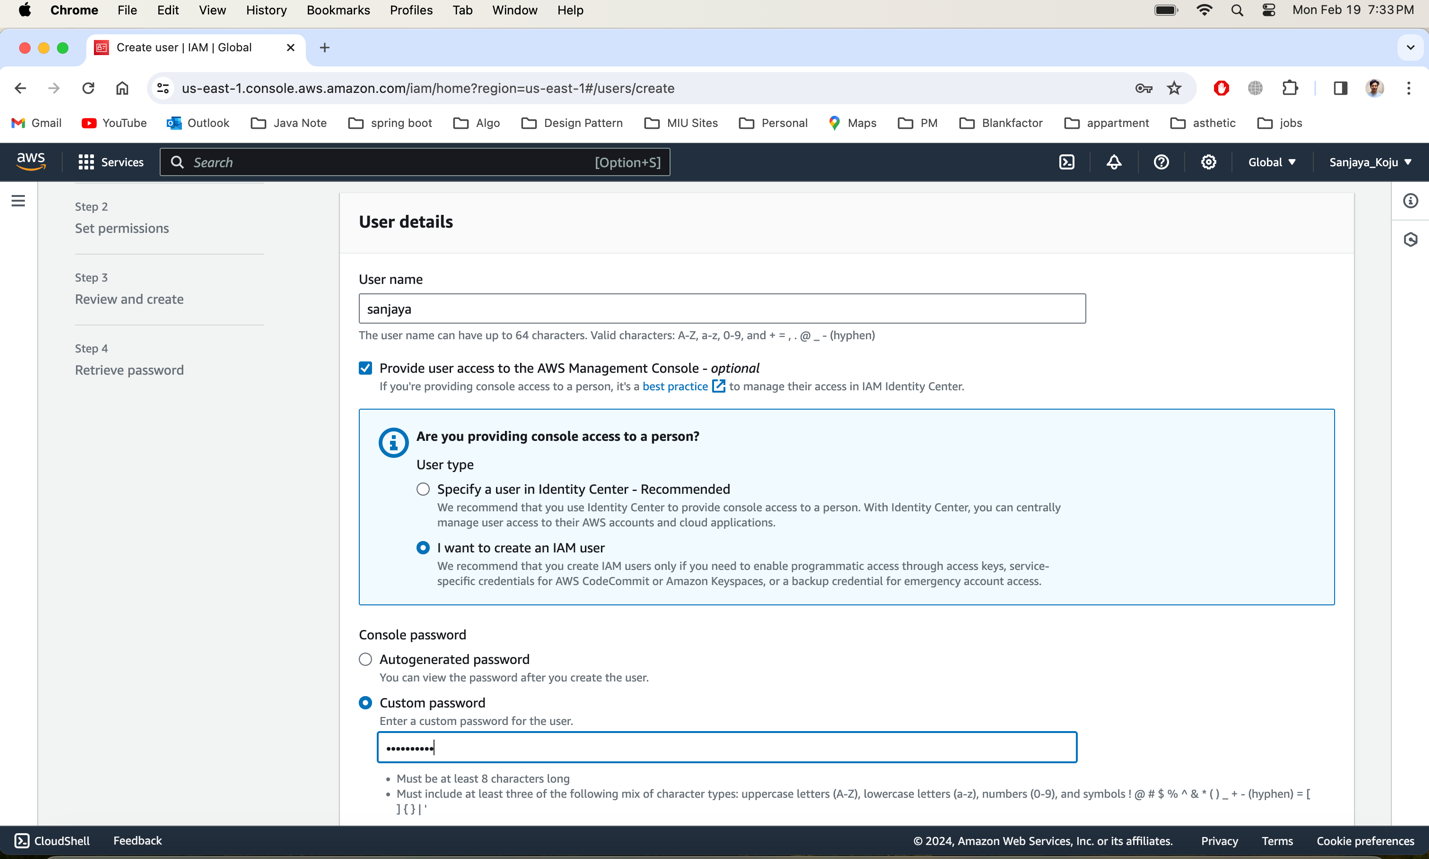 Chrome File Edit View History Bookmarks Profiles Tab Window Help Mon Feb 19 7:33 PM
Create user | IAM | Global
us-east-1.console.aws.amazon.com/iam/home?region=us-east-1#/users/create
Gmail YouTube Outlook Java Note spring boot Algo Design Pattern MIU Sites Personal Maps PM Blankfactor appartment asthetic jobs
aws Services Search [Option+S] Global Sanjaya_Koju
Step 2
Set permissions
Step 3
Review and create
Step 4
Retrieve password
User details
User name
sanjaya
The user name can have up to 64 characters. Valid characters: A-Z, a-z, 0-9, and + = , . @ _ - (hyphen)
Provide user access to the AWS Management Console - optional
If you're providing console access to a person, it's a best practice to manage their access in IAM Identity Center.
Are you providing console access to a person?
User type
Specify a user in Identity Center - Recommended
We recommend that you use Identity Center to provide console access to a person. With Identity Center, you can centrally
manage user access to their AWS accounts and cloud applications.
I want to create an IAM user
We recommend that you create IAM users only if you need to enable programmatic access through access keys, service-
specific credentials for AWS CodeCommit or Amazon Keyspaces, or a backup credential for emergency account access.
Console password
Autogenerated password
You can view the password after you create the user.
Custom password
Enter a custom password for the user.
••••••••••
• Must be at least 8 characters long
• Must include at least three of the following mix of character types: uppercase letters (A-Z), lowercase letters (a-z), numbers (0-9), and symbols ! @ # $ % ^ & * ( ) _ + - (hyphen) = [
] { } | '
CloudShell Feedback © 2024, Amazon Web Services, Inc. or its affiliates. Privacy Terms Cookie preferences